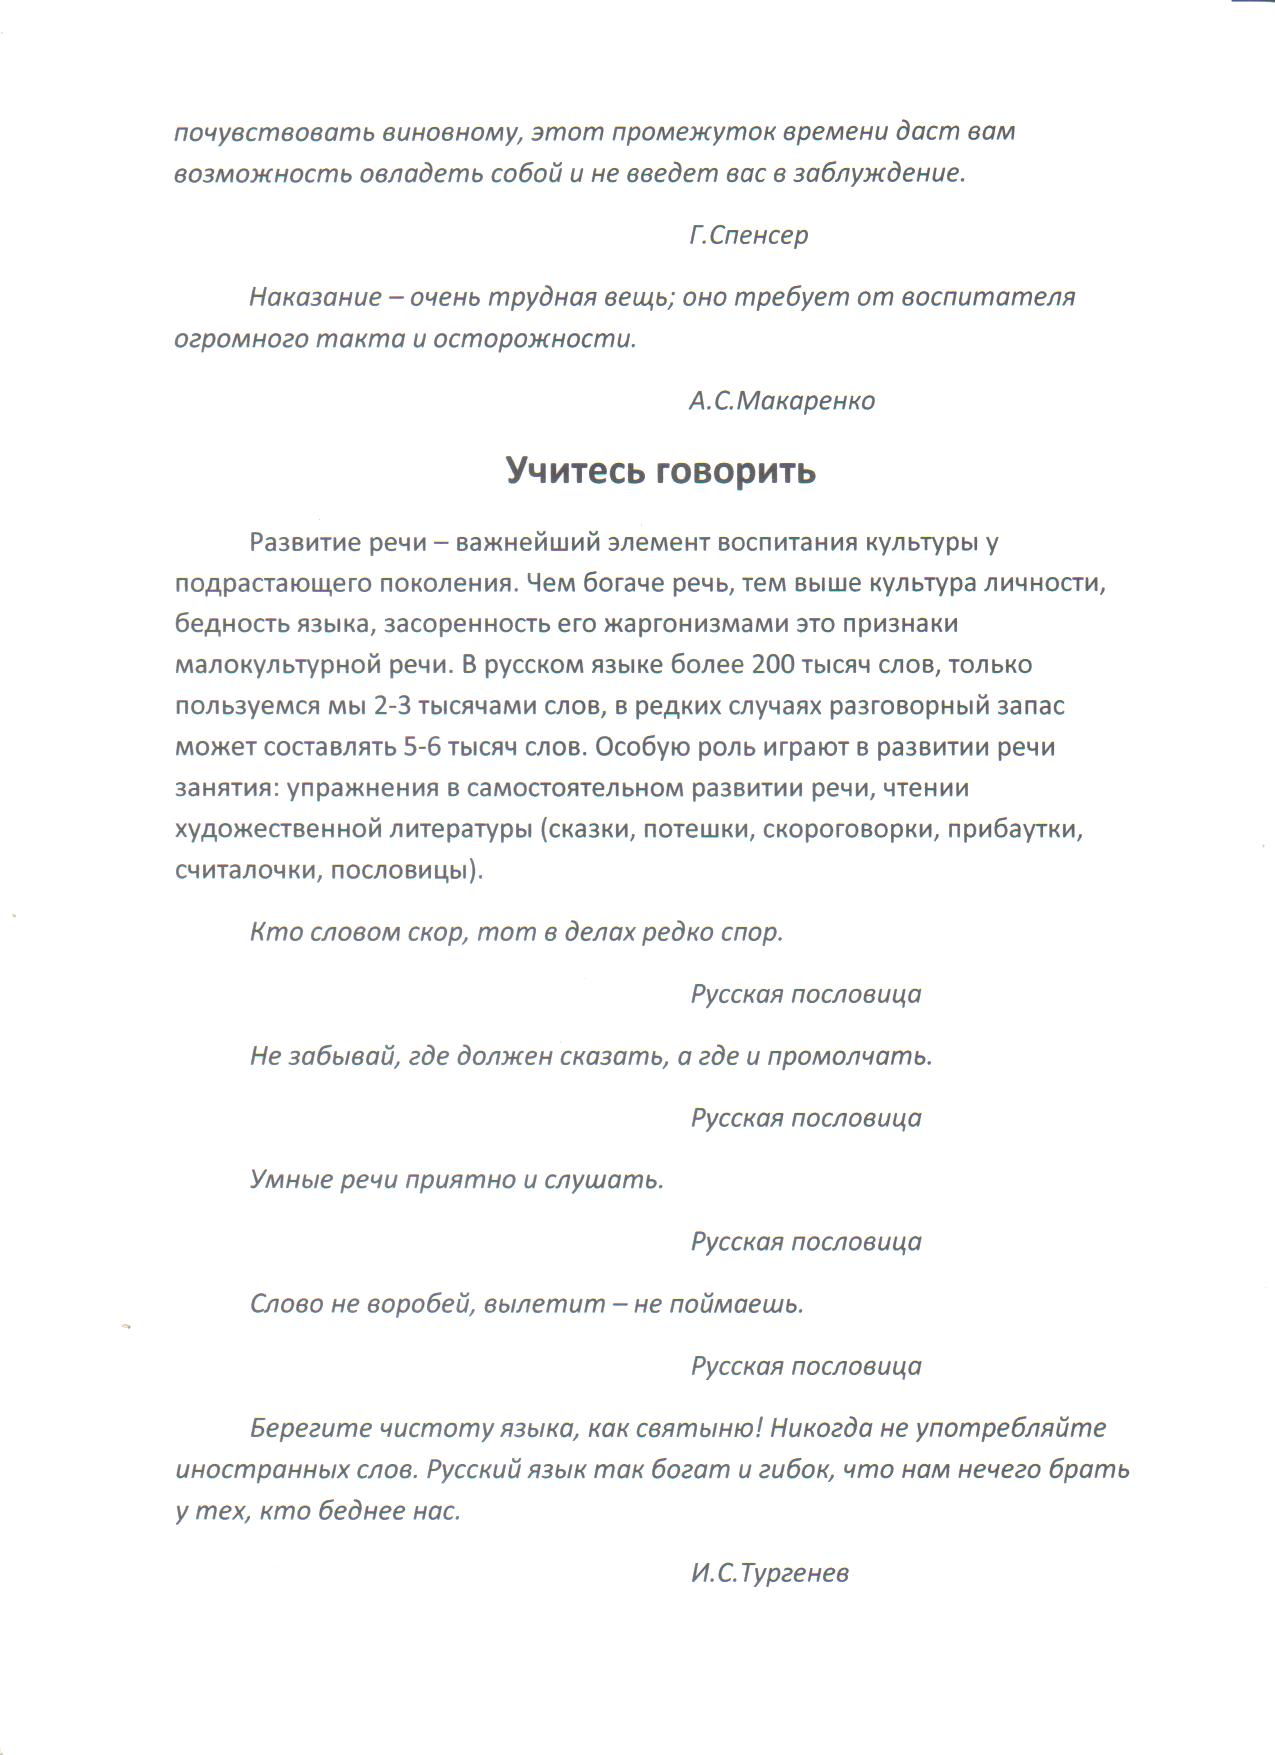 почувствовать виновному, этот промежуток времени даст вам
возможность овладеть собой и не введет вас в заблуждение.
Г.Спенсер
Наказание – очень трудная вещь; оно требует от воспитателя
огромного такта и осторожности.
А.С.Макаренко
Учитесь говорить
Развитие речи – важнейший элемент воспитания культуры у
подрастающего поколения. Чем богаче речь, тем выше культура личности,
бедность языка, засоренность его жаргонизмами это признаки
малокультурной речи. В русском языке более 200 тысяч слов, только
пользуемся мы 2-3 тысячами слов, в редких случаях разговорный запас
может составлять 5-6 тысяч слов. Особую роль играют в развитии речи
занятия: упражнения в самостоятельном развитии речи, чтении
художественной литературы (сказки, потешки, скороговорки, прибаутки,
считалочки, пословицы).
Кто словом скор, тот в делах редко спор.
Русская пословица
Не забывай, где должен сказать, а где и промолчать.
Русская пословица
Умные речи приятно и слушать.
Русская пословица
Слово не воробей, вылетит – не поймаешь.
Русская пословица
Берегите чистоту языка, как святыню! Никогда не употребляйте
иностранных слов. Русский язык так богат и гибок, что нам нечего брать
у тех, кто беднее нас.
И.С.Тургенев